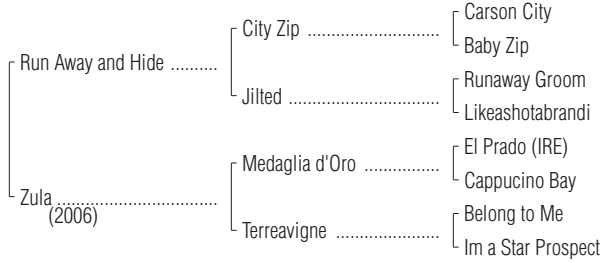 Carson City
City Zip ..............................
Baby Zip
Run Away and Hide ..........
Runaway Groom
Jilted ..................................
Likeashotabrandi
El Prado (IRE)
Medaglia d'Oro .................
Cappucino Bay
Zula ....................................
(2006)
Belong to Me
Terreavigne .......................
Im a Star Prospect